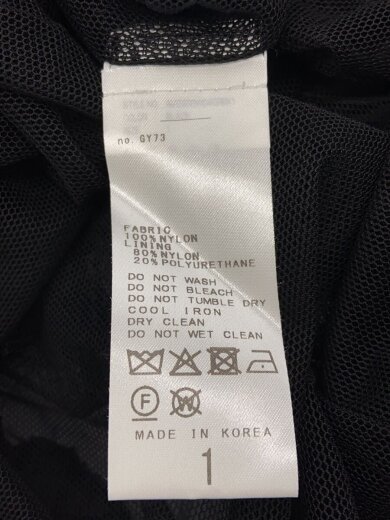 no. GY73
FABRIC
100%NYLON
LINING
80%NYLON
20%POLYURETHANE
DO NOT WASH
DO NOT BLEACH
DO NOT TUMBLE DRY
COOL IRON
DRY CLEAN
DO NOT WET CLEAN
F W
MADE IN KOREA
1